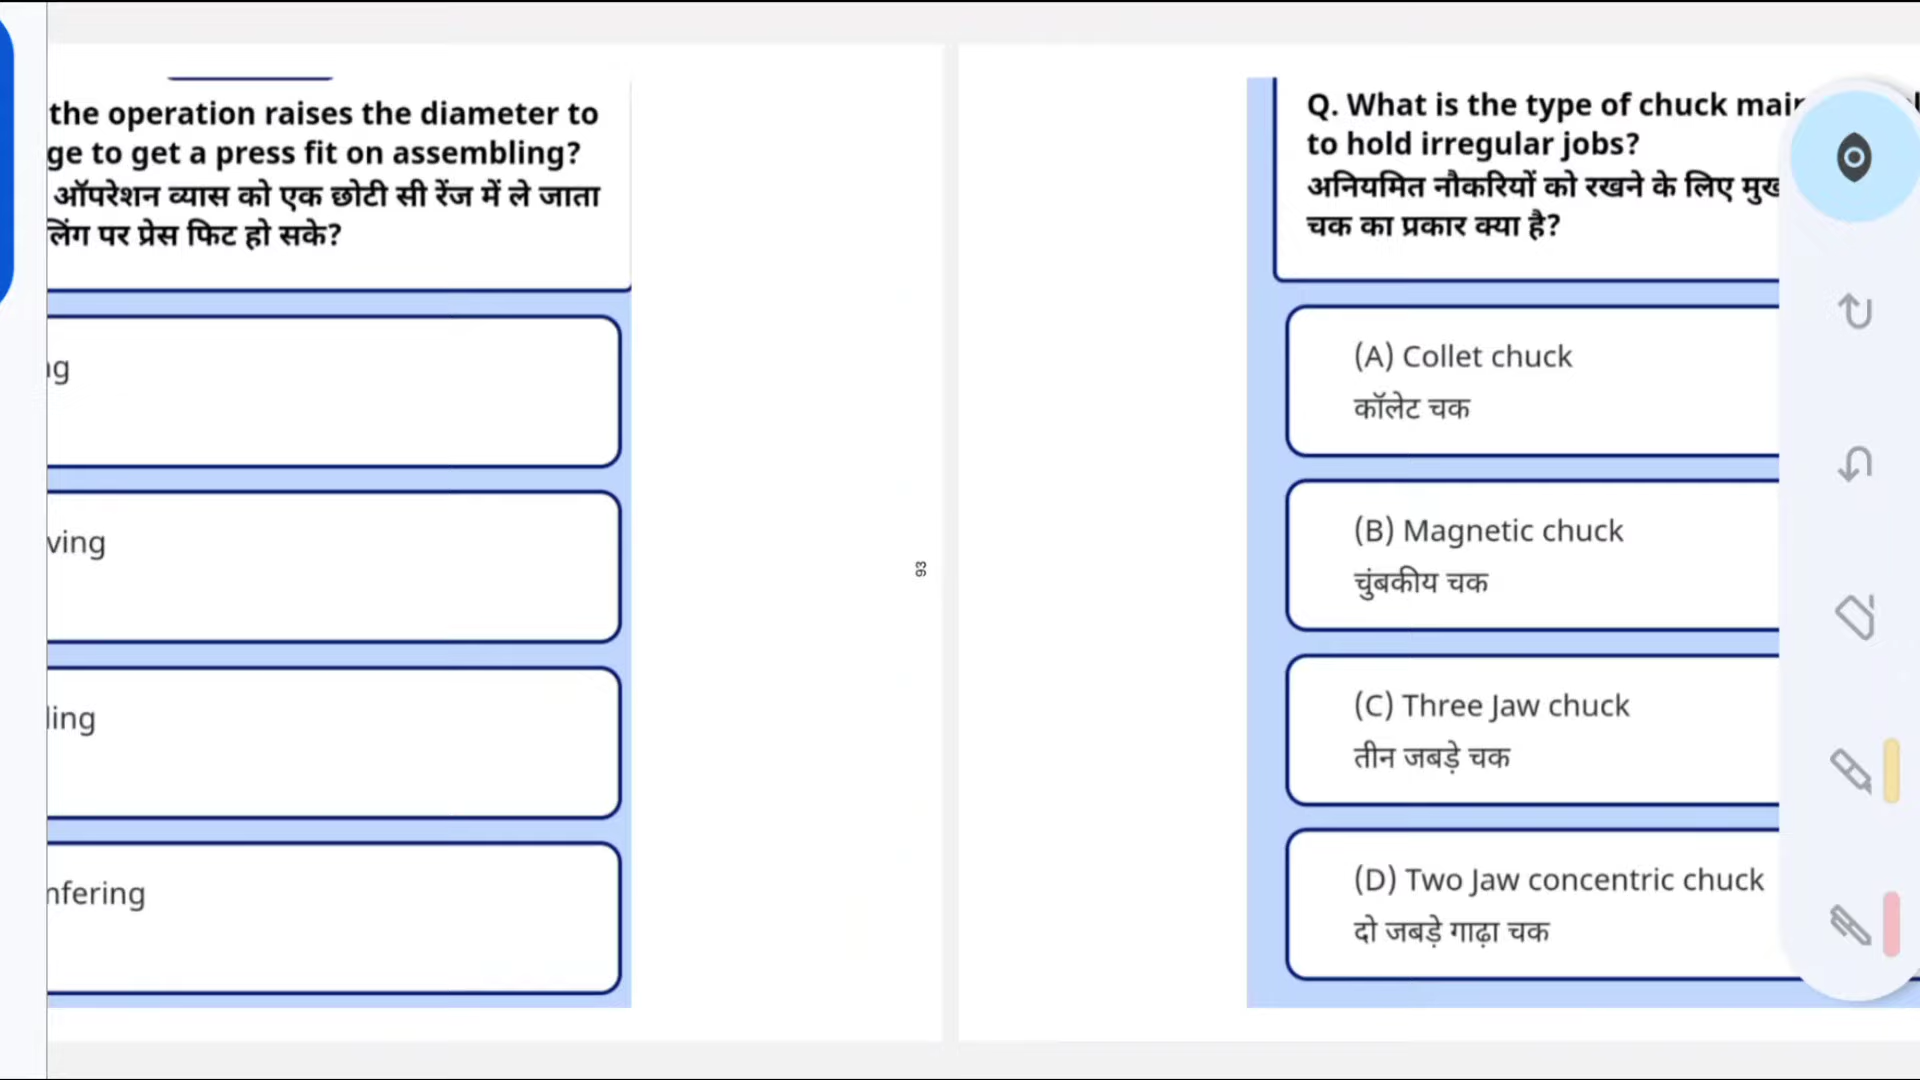 the operation raises the diameter to
ge to get a press fit on assembling?
ऑपरेशन व्यास को एक छोटी सी रेंज में ले जाता
लिंग पर प्रेस फिट हो सके?
ng
ving
ling
mfering
93
Q. What is the type of chuck
to hold irregular jobs?
अनियमित नौकरियों को रखने के लिए
चक का प्रकार क्या है?
(A) Collet chuck
कॉलेट चक
(B) Magnetic chuck
चुंबकीय चक
(C) Three Jaw chuck
तीन जबड़े चक
(D) Two Jaw concentric chuck
दो जबड़े गाढ़ा चक